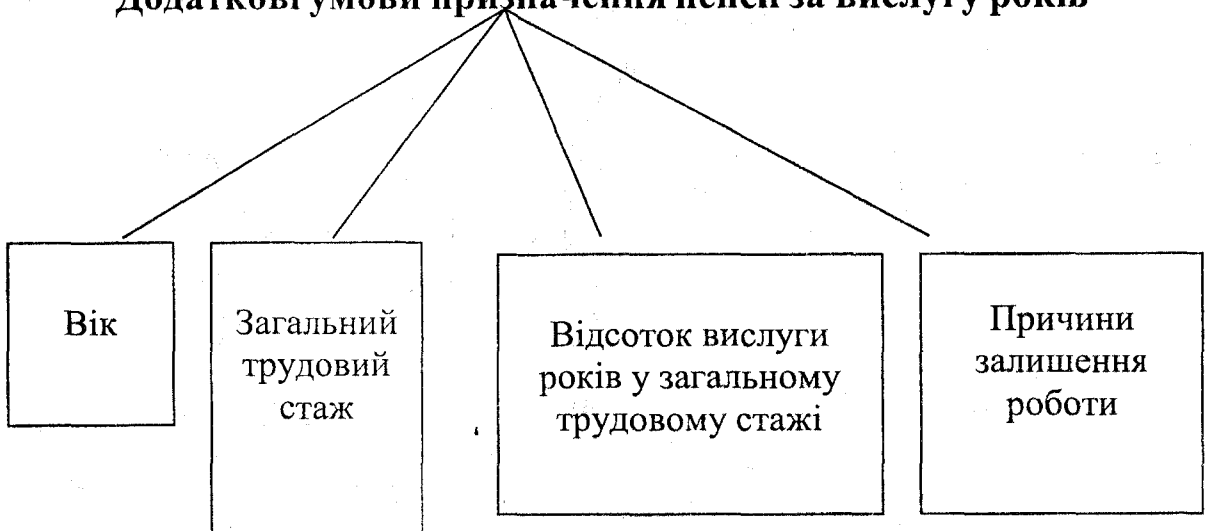 Додаткові умови призначення пенсії за вислугу років
Вік
Загальний
трудовий
стаж
Відсоток вислуги
років у загальному
трудовому стажі
Причини
залишення
роботи